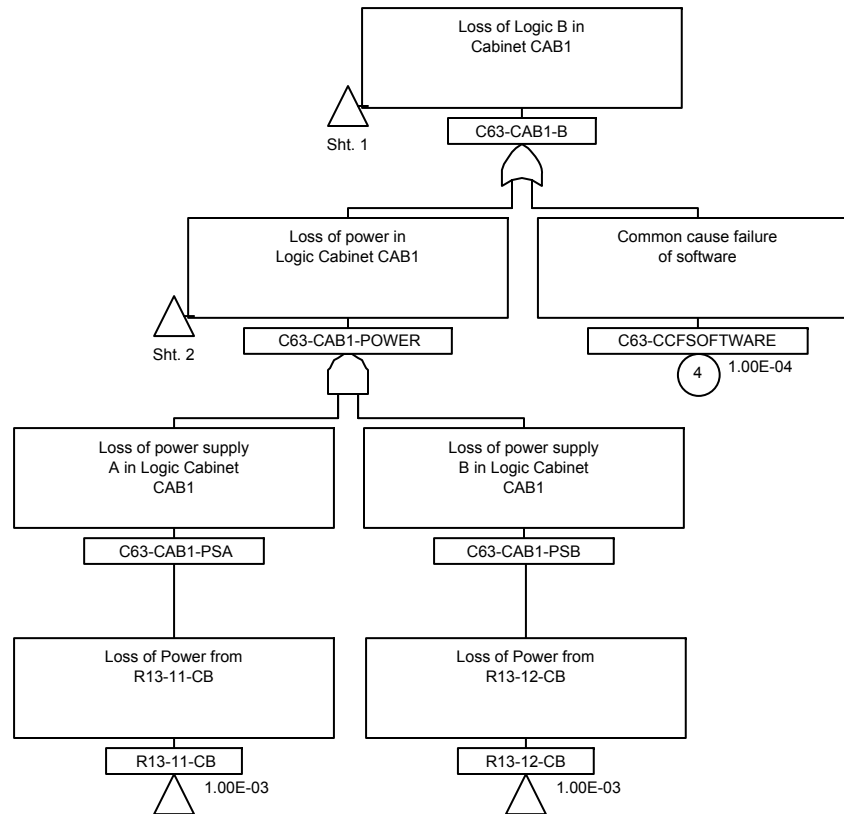 Loss of Logic B in
Cabinet CAB1
Sht. 1
C63-CAB1-B
Loss of power in
Logic Cabinet CAB1
Common cause failure
of software
Sht. 2
C63-CAB1-POWER
C63-CCFSOFTWARE
4
1.00E-04
Loss of power supply
A in Logic Cabinet
CAB1
Loss of power supply
B in Logic Cabinet
CAB1
C63-CAB1-PSA
C63-CAB1-PSB
Loss of Power from
R13-11-CB
Loss of Power from
R13-12-CB
R13-11-CB
1.00E-03
R13-12-CB
1.00E-03